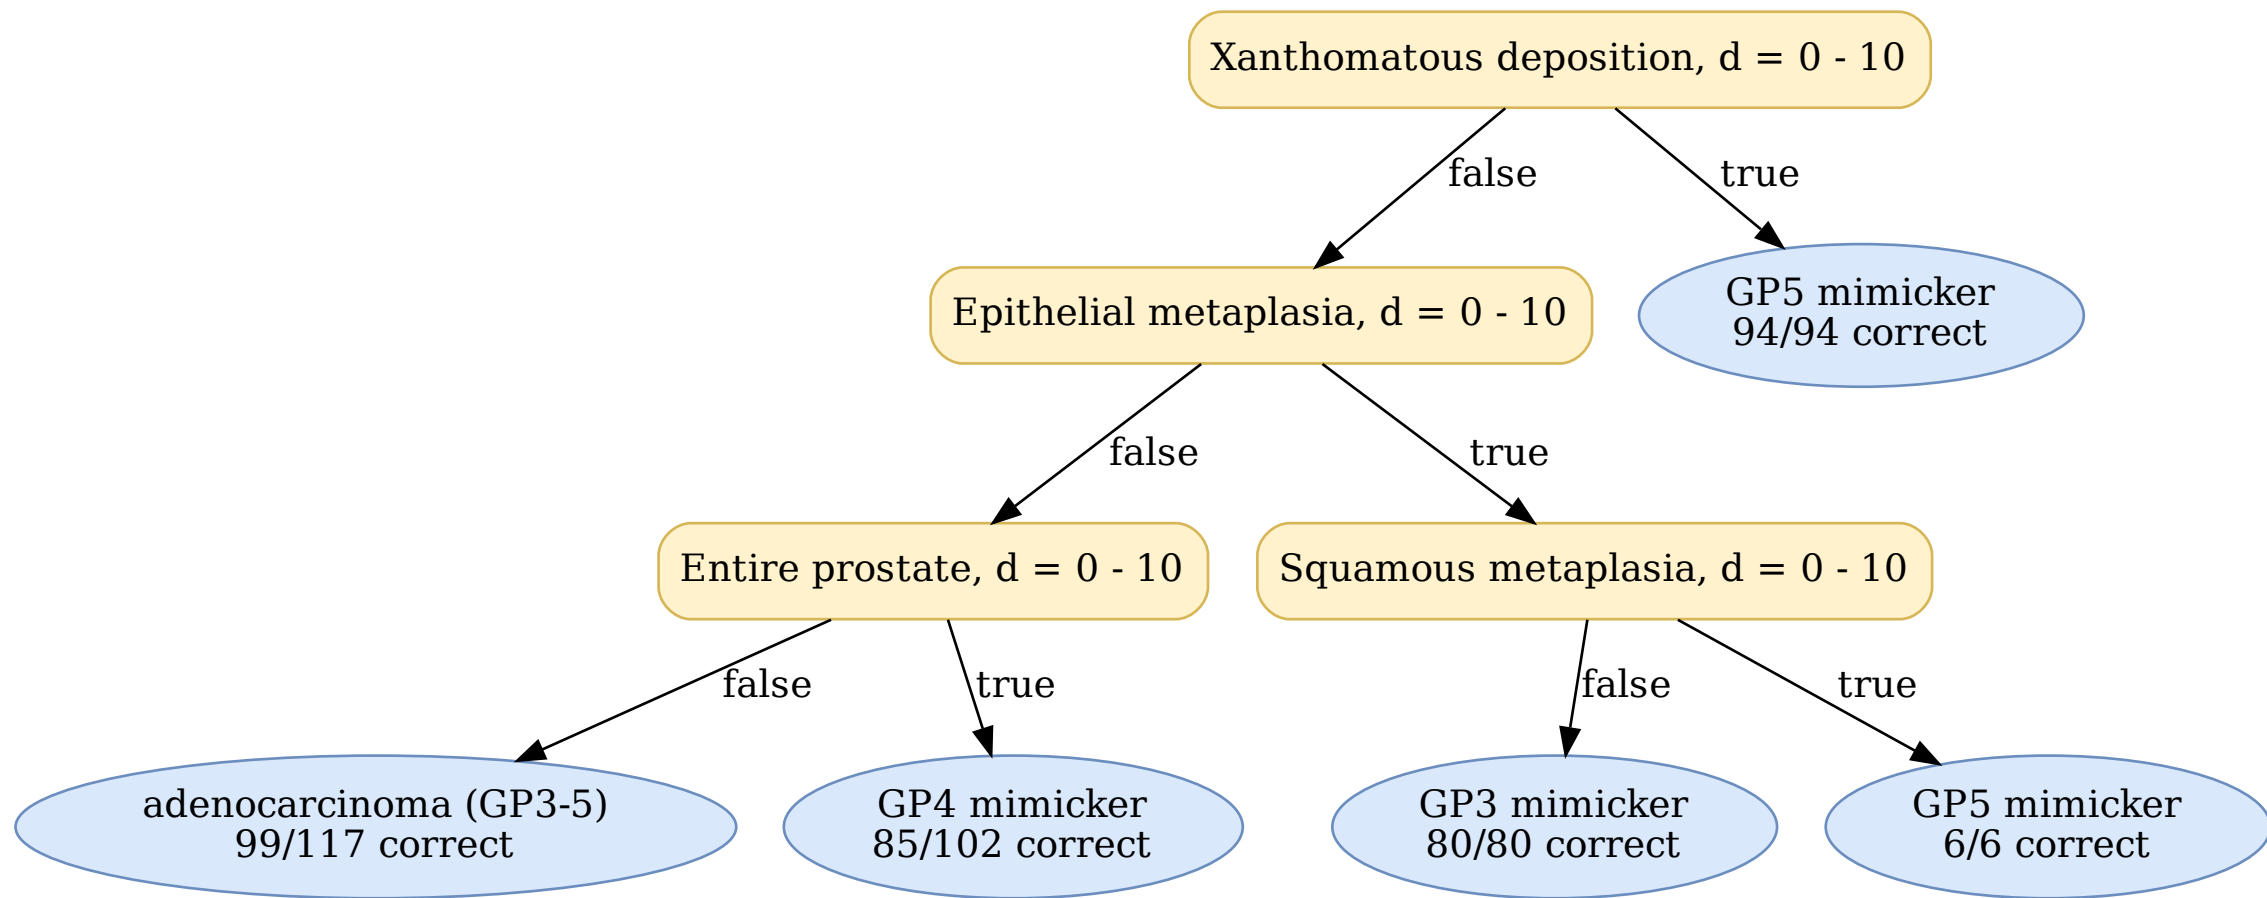 Xanthomatous deposition, d = 0 - 10
false
true
Epithelial metaplasia, d = 0 - 10
GP5 mimicker
94/94 correct
false
true
Entire prostate, d = 0 - 10
Squamous metaplasia, d = 0 - 10
false
true
false
true
adenocarcinoma (GP3-5)
99/117 correct
GP4 mimicker
85/102 correct
GP3 mimicker
80/80 correct
GP5 mimicker
6/6 correct